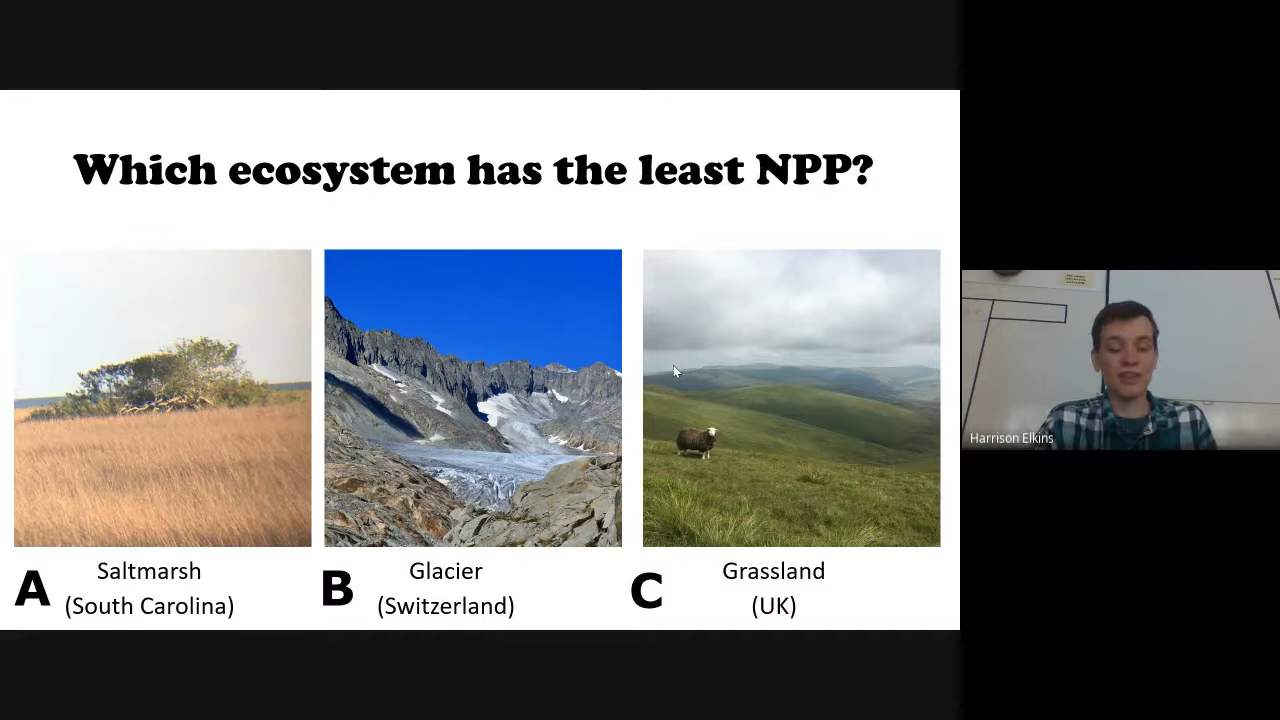 Which ecosystem has the least NPP?
A
Saltmarsh
(South Carolina)
B
Glacier
(Switzerland)
C
Grassland
(UK)
Harrison Elkins